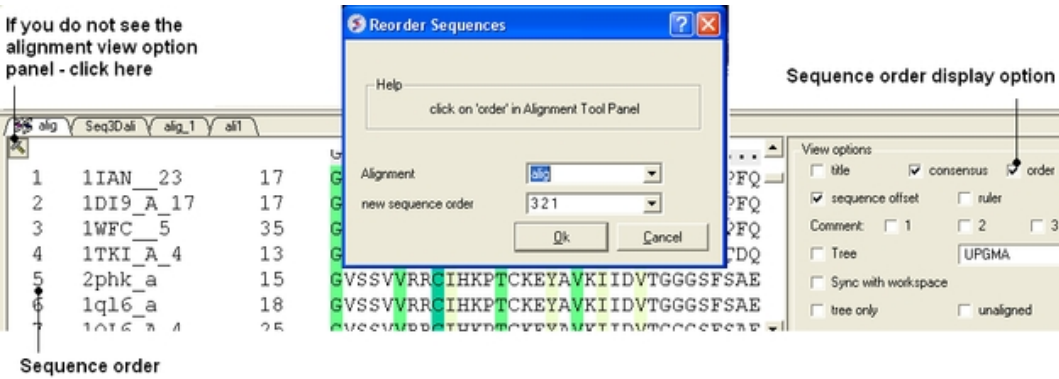 If you do not see the
alignment view option
panel - click here
Reorder Sequences
Help
click on 'order' in Alignment Tool Panel
Alignment
alig
new sequence order
3 2 1
Ok
Cancel
Sequence order display option
alig Seq3Dali alig_1 ali1
1 1IAN__23 17 G
2 1DI9_A_17 17
3 1WFC__5 35
4 1TKI_A_4 13
5 2phk_a 15 GVSSVVRRCIHKPTCKEYAVKIIDVTGGGSFSAE
6 1ql6_a 18 GVSSVVRRCIHKPTCKEYAVKIIDVTGGGSFSAE
View options
title consensus order
sequence offset ruler
Comment: 1 2 3
Tree UPGMA
Sync with workspace
tree only unaligned
Sequence order